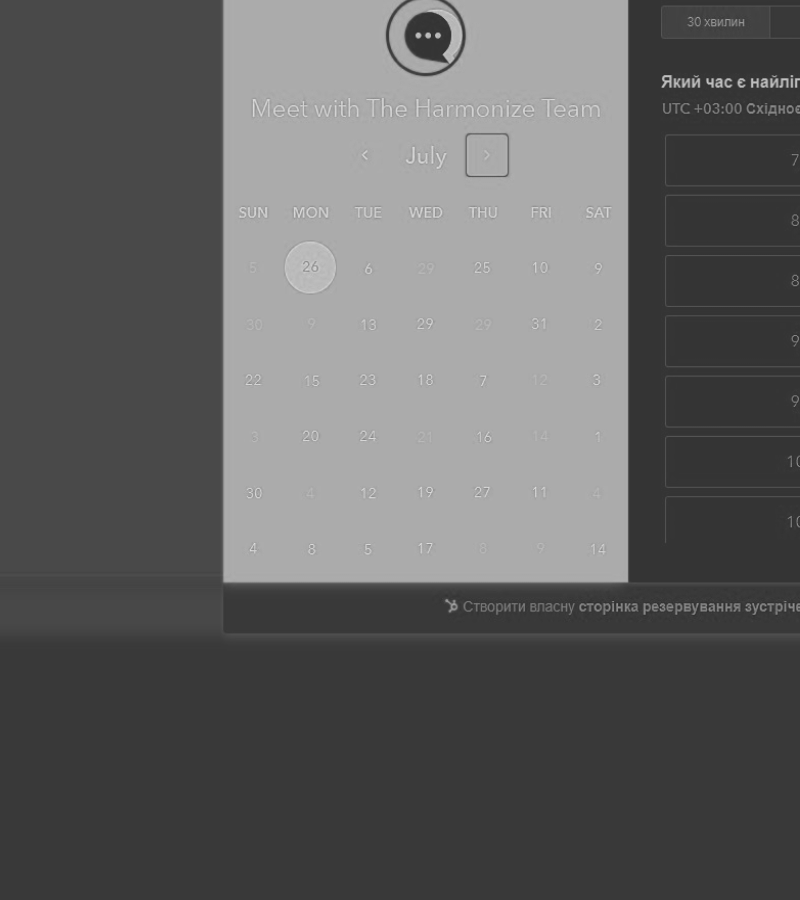 30 хвилин
Meet with The Harmonize Team
Який час є найліп
UTC +03:00 Східноє
‹ July ›
SUN MON TUE WED THU FRI SAT
5 26 6 29 25 10 9
30 9 13 29 29 31 2
22 15 23 18 7 12 3
3 20 24 21 16 14 1
30 4 12 19 27 11 4
4 8 5 17 8 9 14
7
8
8
9
9
10
10
Створити власну сторінка резервування зустріче